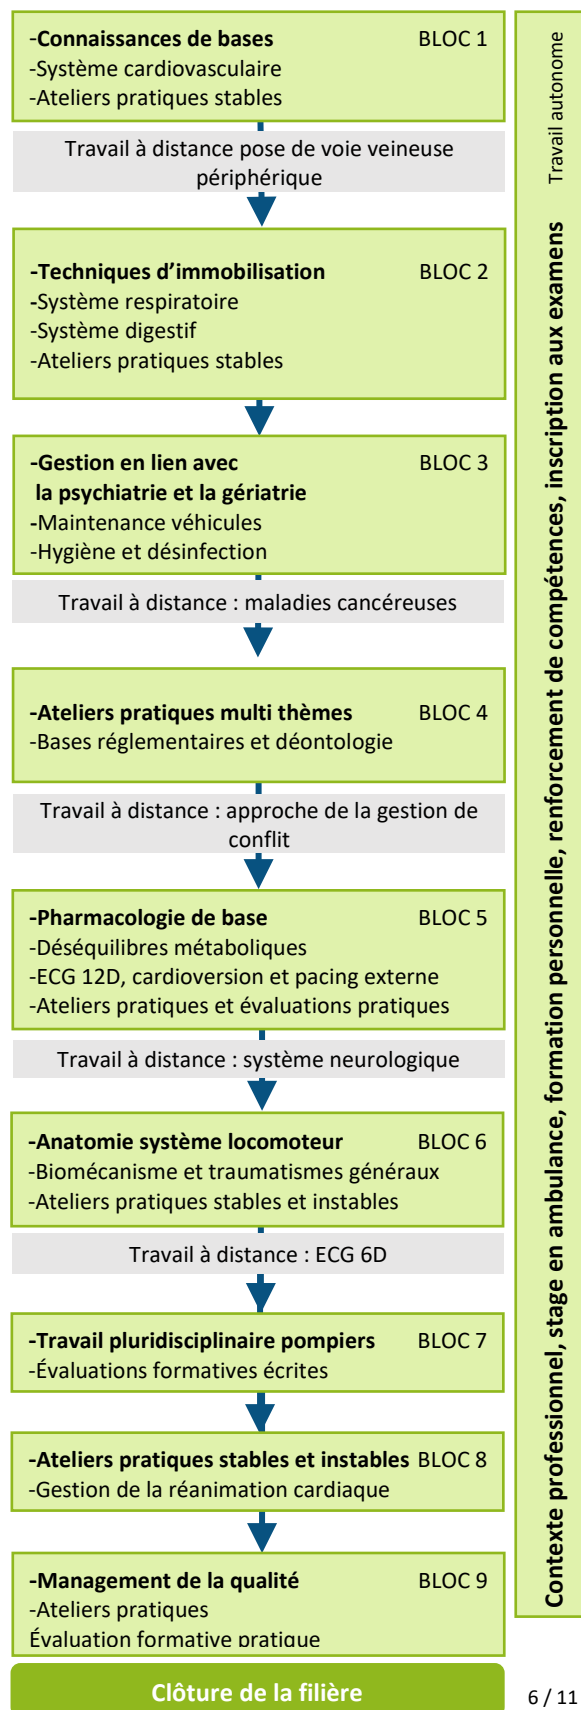 -Connaissances de bases BLOC 1
-Système cardiovasculaire
-Ateliers pratiques stables
Travail à distance pose de voie veineuse
périphérique
-Techniques d’immobilisation BLOC 2
-Système respiratoire
-Système digestif
-Ateliers pratiques stables
-Gestion en lien avec BLOC 3
la psychiatrie et la gériatrie
-Maintenance véhicules
-Hygiène et désinfection
Travail à distance : maladies cancéreuses
-Ateliers pratiques multi thèmes BLOC 4
-Bases réglementaires et déontologie
Travail à distance : approche de la gestion de
conflit
-Pharmacologie de base BLOC 5
-Déséquilibres métaboliques
-ECG 12D, cardioversion et pacing externe
-Ateliers pratiques et évaluations pratiques
Travail à distance : système neurologique
-Anatomie système locomoteur BLOC 6
-Biomécanisme et traumatismes généraux
-Ateliers pratiques stables et instables
Travail à distance : ECG 6D
-Travail pluridisciplinaire pompiers BLOC 7
-Évaluations formatives écrites
-Ateliers pratiques stables et instables BLOC 8
-Gestion de la réanimation cardiaque
-Management de la qualité BLOC 9
-Ateliers pratiques
Évaluation formative pratique
Clôture de la filière
Contexte professionnel, stage en ambulance, formation personnelle, renforcement de compétences, inscription aux examens Travail autonome
6 / 11